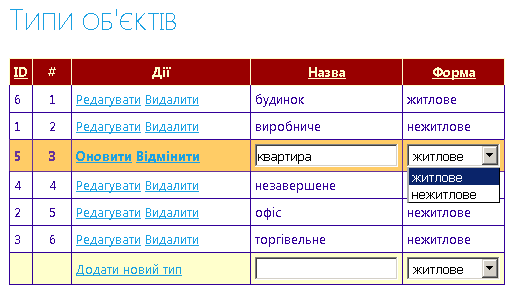 Типи об'єктів
ID # Дії Назва Форма
6 1 Редагувати Видалити будинок житлове
1 2 Редагувати Видалити виробниче нежитлове
5 3 Оновити Відмінити квартира житлове
житлове
нежитлове
4 4 Редагувати Видалити незавершене
2 5 Редагувати Видалити офіс нежитлове
3 6 Редагувати Видалити торгівельне нежитлове
Додати новий тип житлове